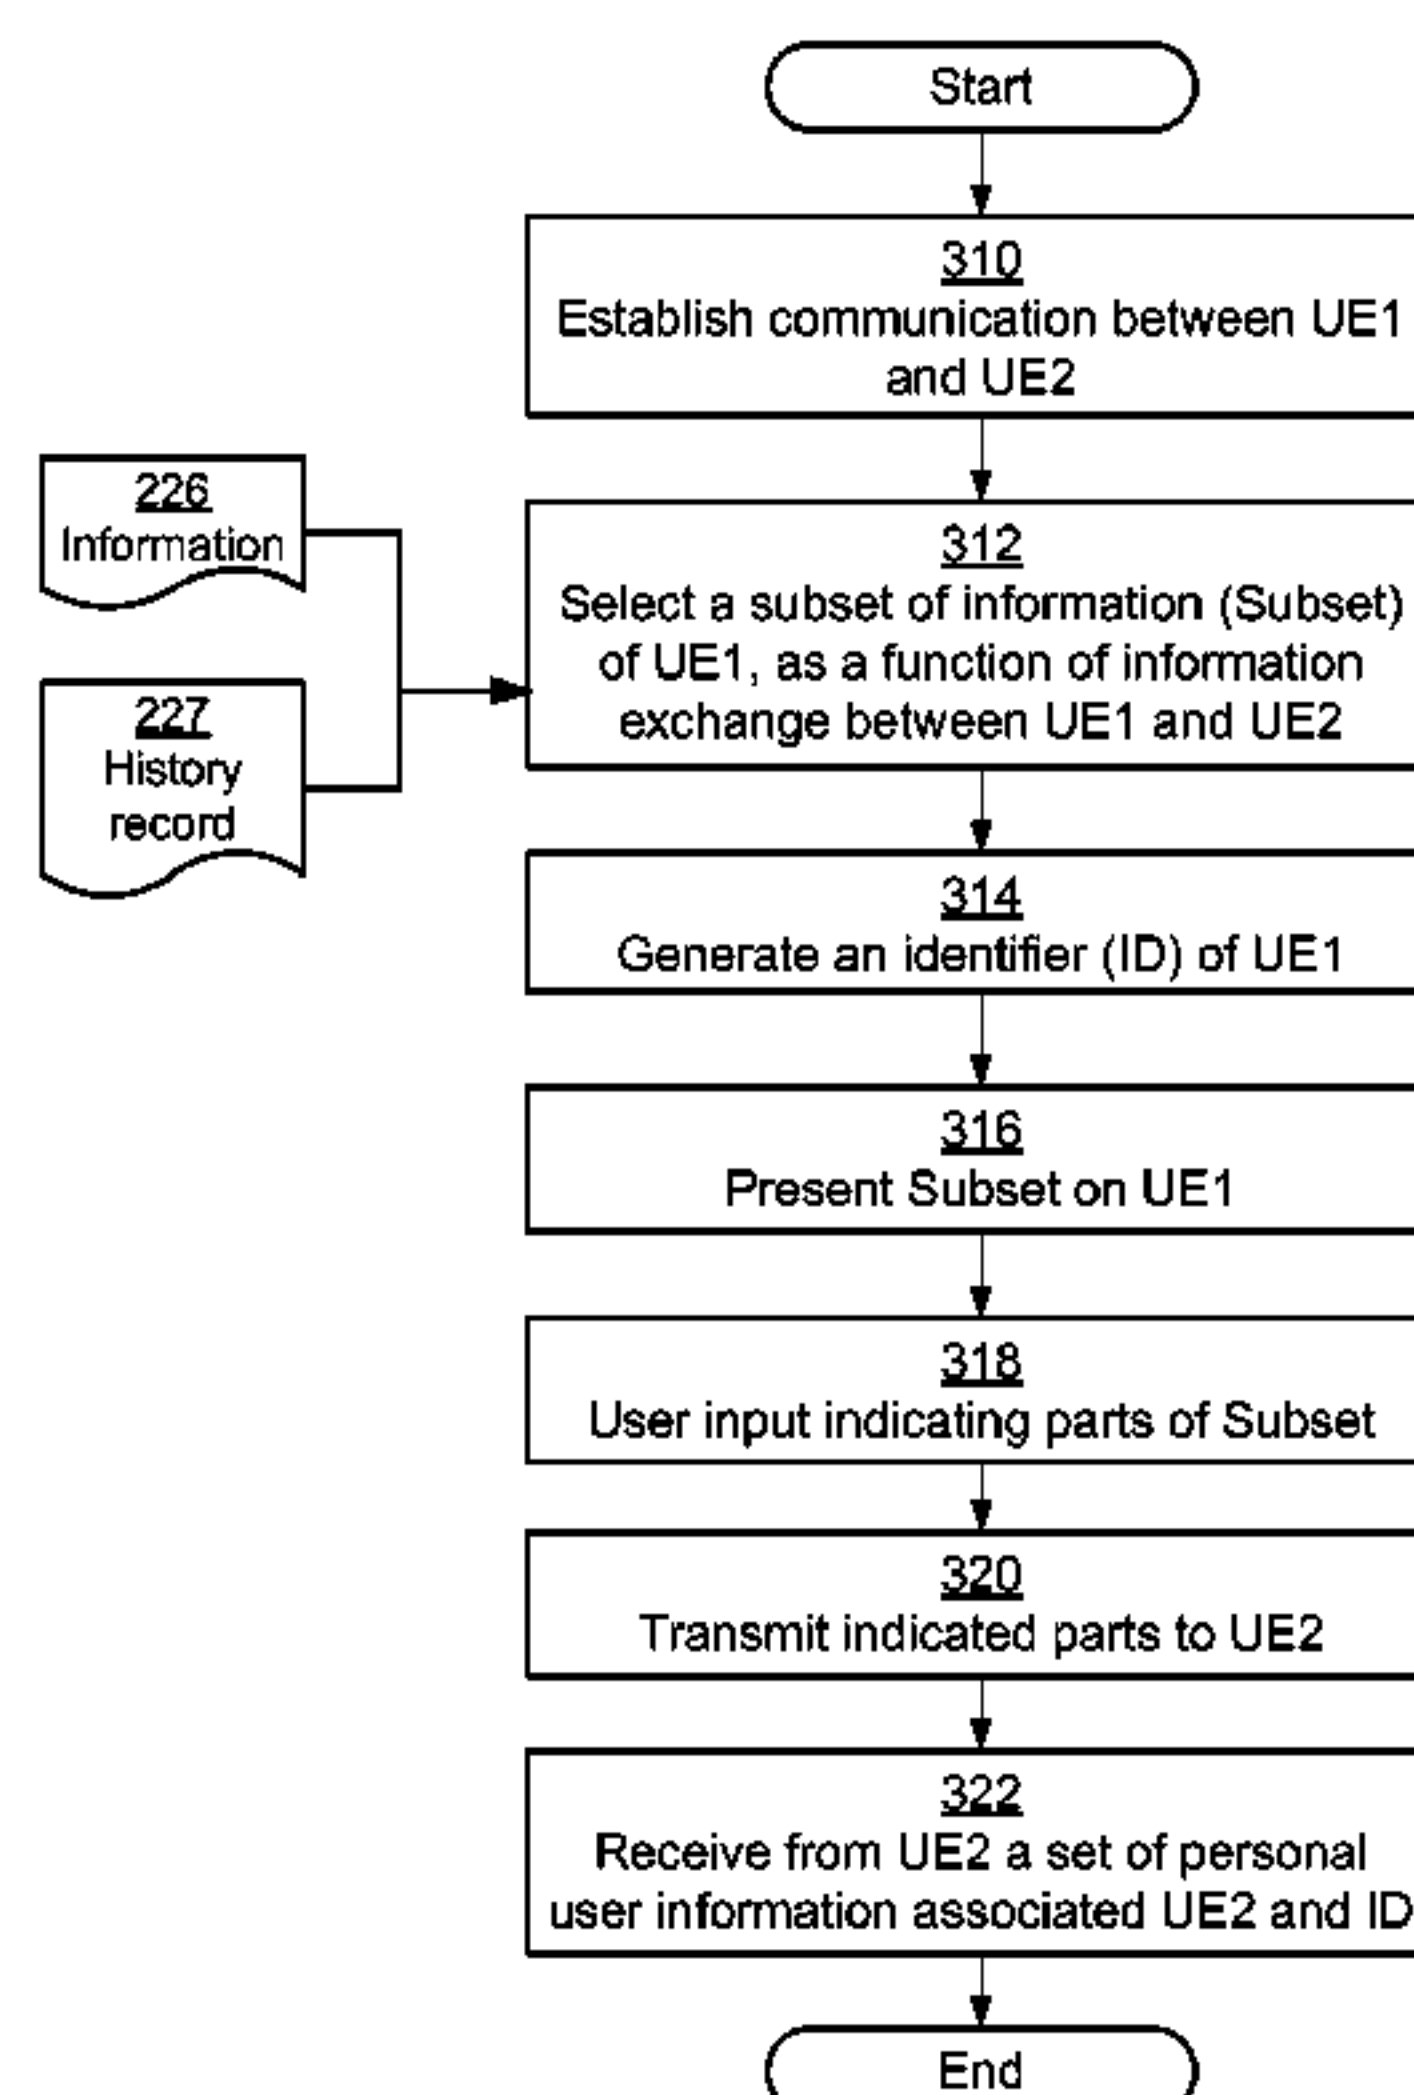 Start
310
Establish communication between UE1
and UE2
226
Information
227
History
record
312
Select a subset of information (Subset)
of UE1, as a function of information
exchange between UE1 and UE2
314
Generate an identifier (ID) of UE1
316
Present Subset on UE1
318
User input indicating parts of Subset
320
Transmit indicated parts to UE2
322
Receive from UE2 a set of personal
user information associated UE2 and ID
End